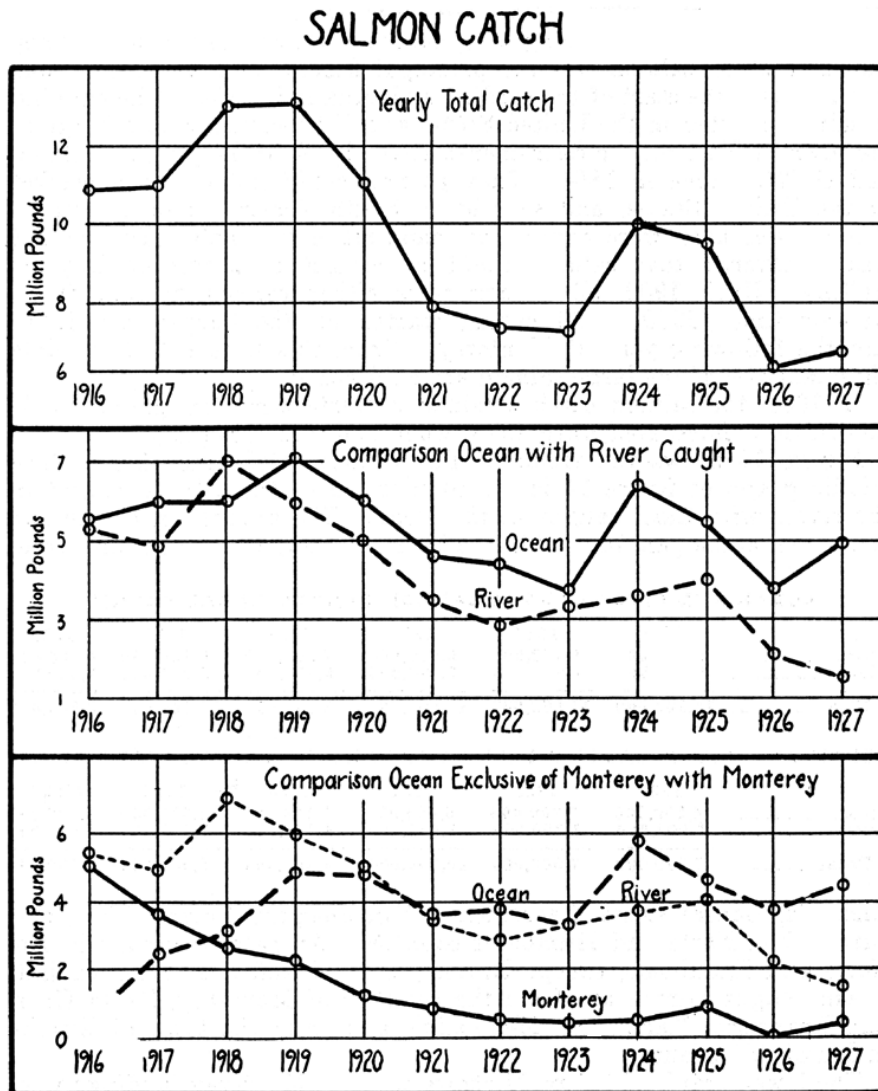 SALMON CATCH
Yearly Total Catch
Million Pounds
12
10
8
6
1916 1917 1918 1919 1920 1921 1922 1923 1924 1925 1926 1927
Comparison Ocean with River Caught
Million Pounds
7
5
3
1
Ocean
River
1916 1917 1918 1919 1920 1921 1922 1923 1924 1925 1926 1927
Comparison Ocean Exclusive of Monterey with Monterey
Million Pounds
6
4
2
0
Ocean
River
Monterey
1916 1917 1918 1919 1920 1921 1922 1923 1924 1925 1926 1927